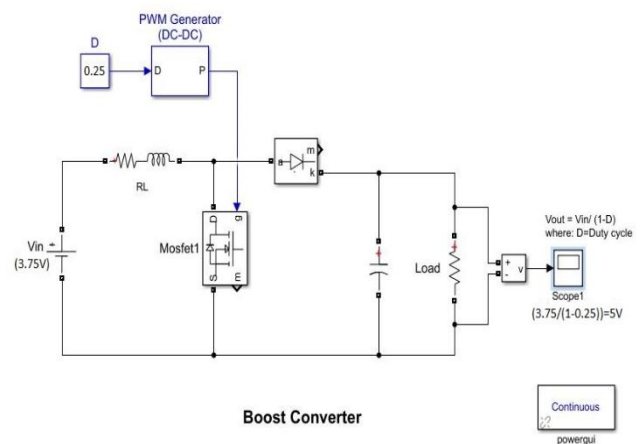 PWM Generator
(DC-DC)
D
0.25
D
P
m
a
k
RL
D
g
Mosfet1
S
m
Vin
+
(3.75V)
+
Load
+
+
-
v
Vout = Vin/ (1-D)
where: D=Duty cycle
Scope1
(3.75/(1-0.25))=5V
Boost Converter
Continuous
powergui